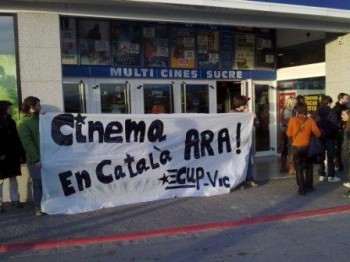 MULTI CINES SUCRE
Cinema
En Català ARA!
CUP-Vic